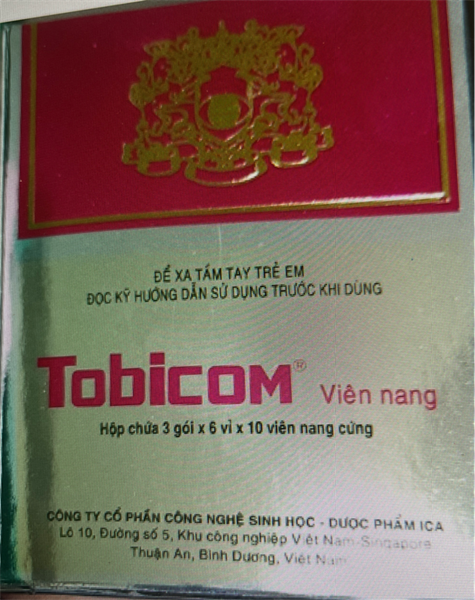 ĐỂ XA TẦM TAY TRẺ EM
ĐỌC KỸ HƯỚNG DẪN SỬ DỤNG TRƯỚC KHI DÙNG
Tobicom® Viên nang
Hộp chứa 3 gói x 6 vỉ x 10 viên nang cứng
CÔNG TY CỔ PHẦN CÔNG NGHỆ SINH HỌC - DƯỢC PHẨM ICA
Lô 10, Đường số 5, Khu công nghiệp Việt Nam-Singapore
Thuận An, Bình Dương, Việt Nam